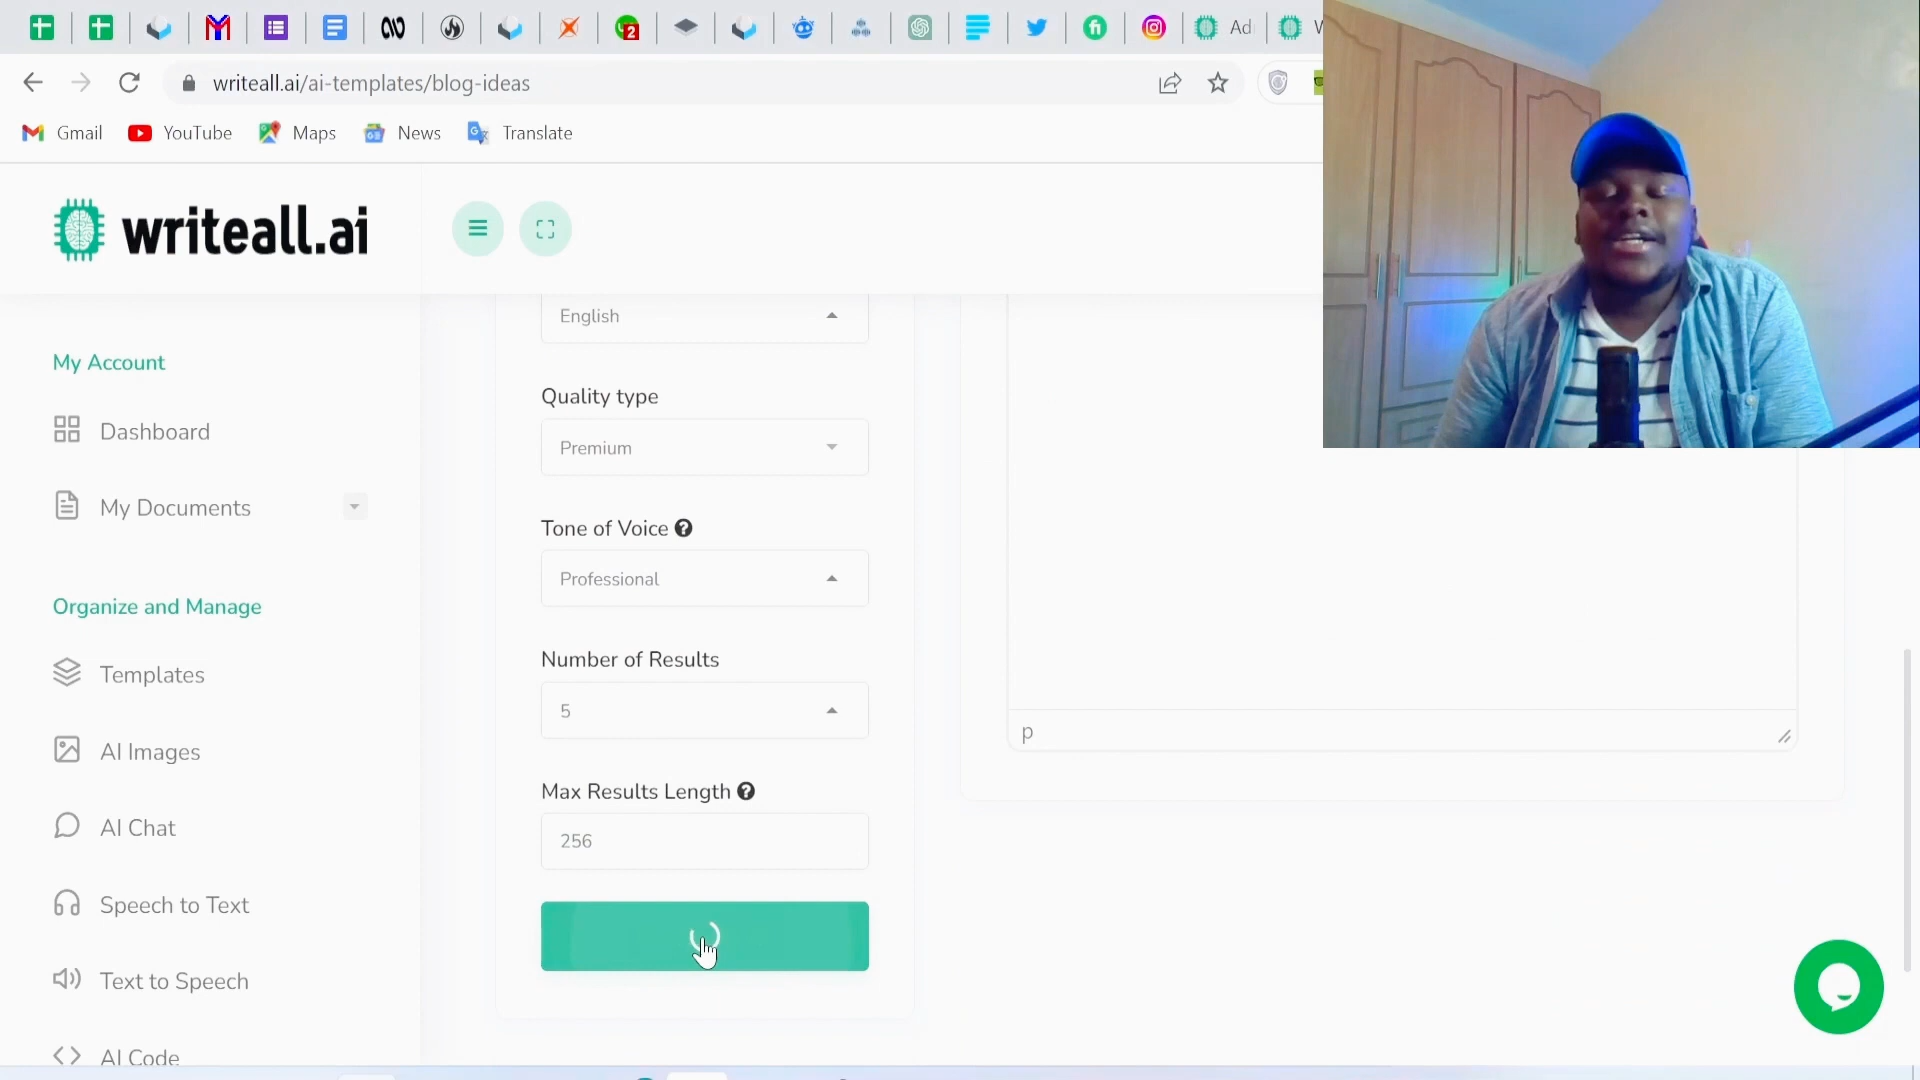 2
Ad
W
writeall.ai/ai-templates/blog-ideas
Gmail
YouTube
Maps
News
Translate
writeall.ai
My Account
Dashboard
My Documents
Organize and Manage
Templates
AI Images
AI Chat
Speech to Text
Text to Speech
AI Code
English
Quality type
Premium
Tone of Voice
Professional
Number of Results
5
Max Results Length
256
p